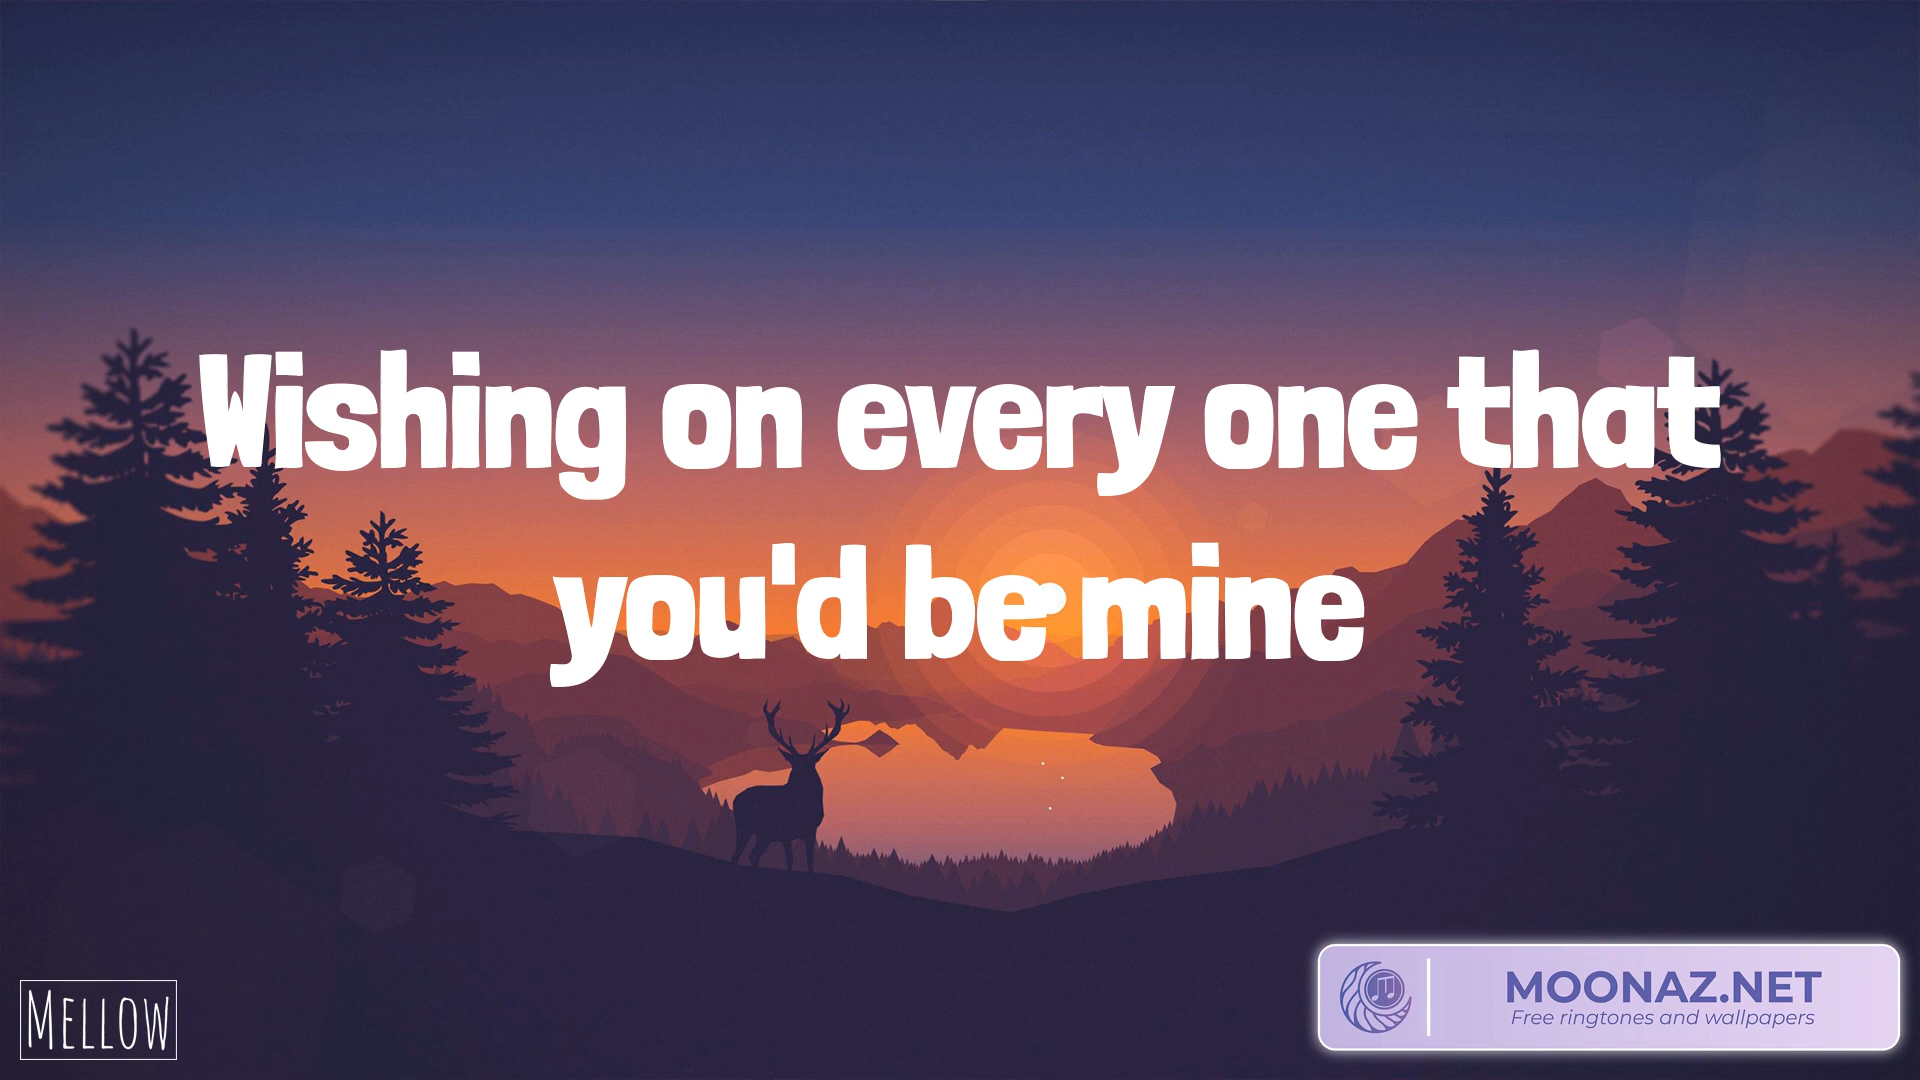 Wishing on every one that
you'd be mine
MELLOW
MOONAZ.NET
Free ringtones and wallpapers